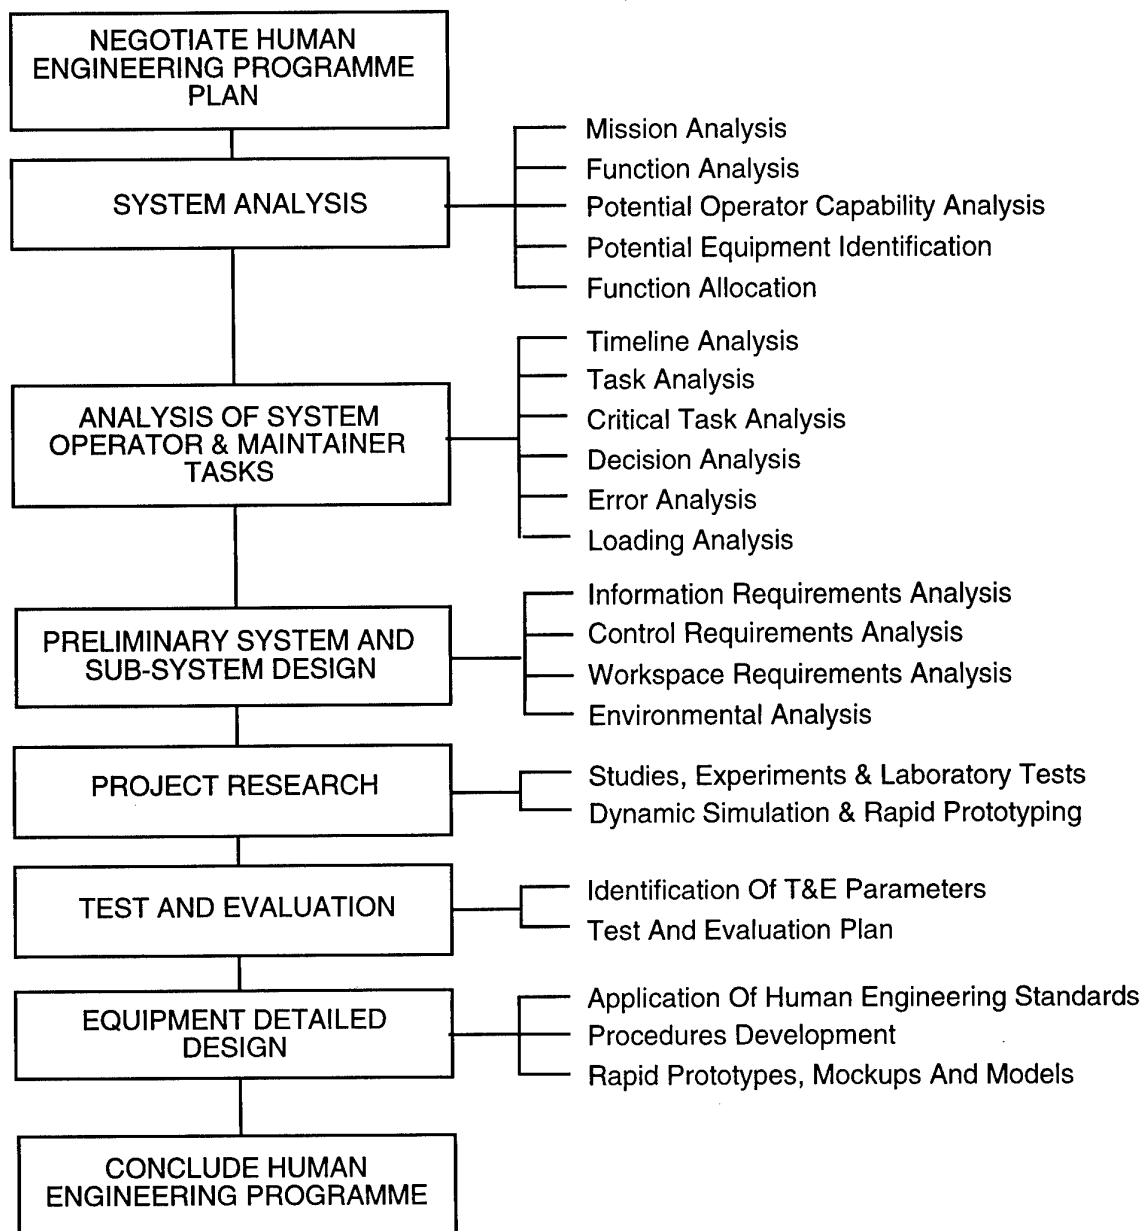 NEGOTIATE HUMAN
ENGINEERING PROGRAMME
PLAN
SYSTEM ANALYSIS
Mission Analysis
Function Analysis
Potential Operator Capability Analysis
Potential Equipment Identification
Function Allocation
ANALYSIS OF SYSTEM
OPERATOR & MAINTAINER
TASKS
Timeline Analysis
Task Analysis
Critical Task Analysis
Decision Analysis
Error Analysis
Loading Analysis
PRELIMINARY SYSTEM AND
SUB-SYSTEM DESIGN
Information Requirements Analysis
Control Requirements Analysis
Workspace Requirements Analysis
Environmental Analysis
PROJECT RESEARCH
Studies, Experiments & Laboratory Tests
Dynamic Simulation & Rapid Prototyping
TEST AND EVALUATION
Identification Of T&E Parameters
Test And Evaluation Plan
EQUIPMENT DETAILED
DESIGN
Application Of Human Engineering Standards
Procedures Development
Rapid Prototypes, Mockups And Models
CONCLUDE HUMAN
ENGINEERING PROGRAMME